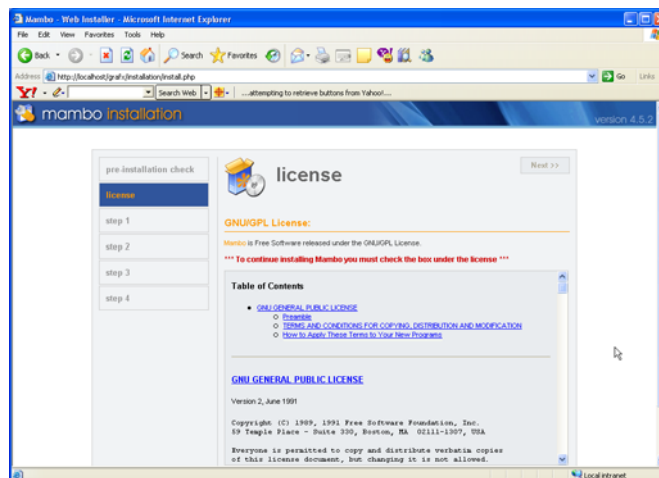 Mambo - Web Installer - Microsoft Internet Explorer
File Edit View Favorites Tools Help
Back Search Favorites
Address http://localhost/grafx/installation/install.php Go Links
Y! Search Web ....attempting to retrieve buttons from Yahoo!....
mambo installation
version 4.5.2
pre-installation check
license
step 1
step 2
step 3
step 4
license
Next >>
GNU/GPL License:
Mambo is Free Software released under the GNU/GPL License.
*** To continue installing Mambo you must check the box under the license ***
Table of Contents
GNU GENERAL PUBLIC LICENSE
Preamble
TERMS AND CONDITIONS FOR COPYING, DISTRIBUTION AND MODIFICATION
How to Apply These Terms to Your New Programs
GNU GENERAL PUBLIC LICENSE
Version 2, June 1991
Copyright (C) 1989, 1991 Free Software Foundation, Inc.
59 Temple Place - Suite 330, Boston, MA 02111-1307, USA
Everyone is permitted to copy and distribute verbatim copies
of this license document, but changing it is not allowed.
Local intranet